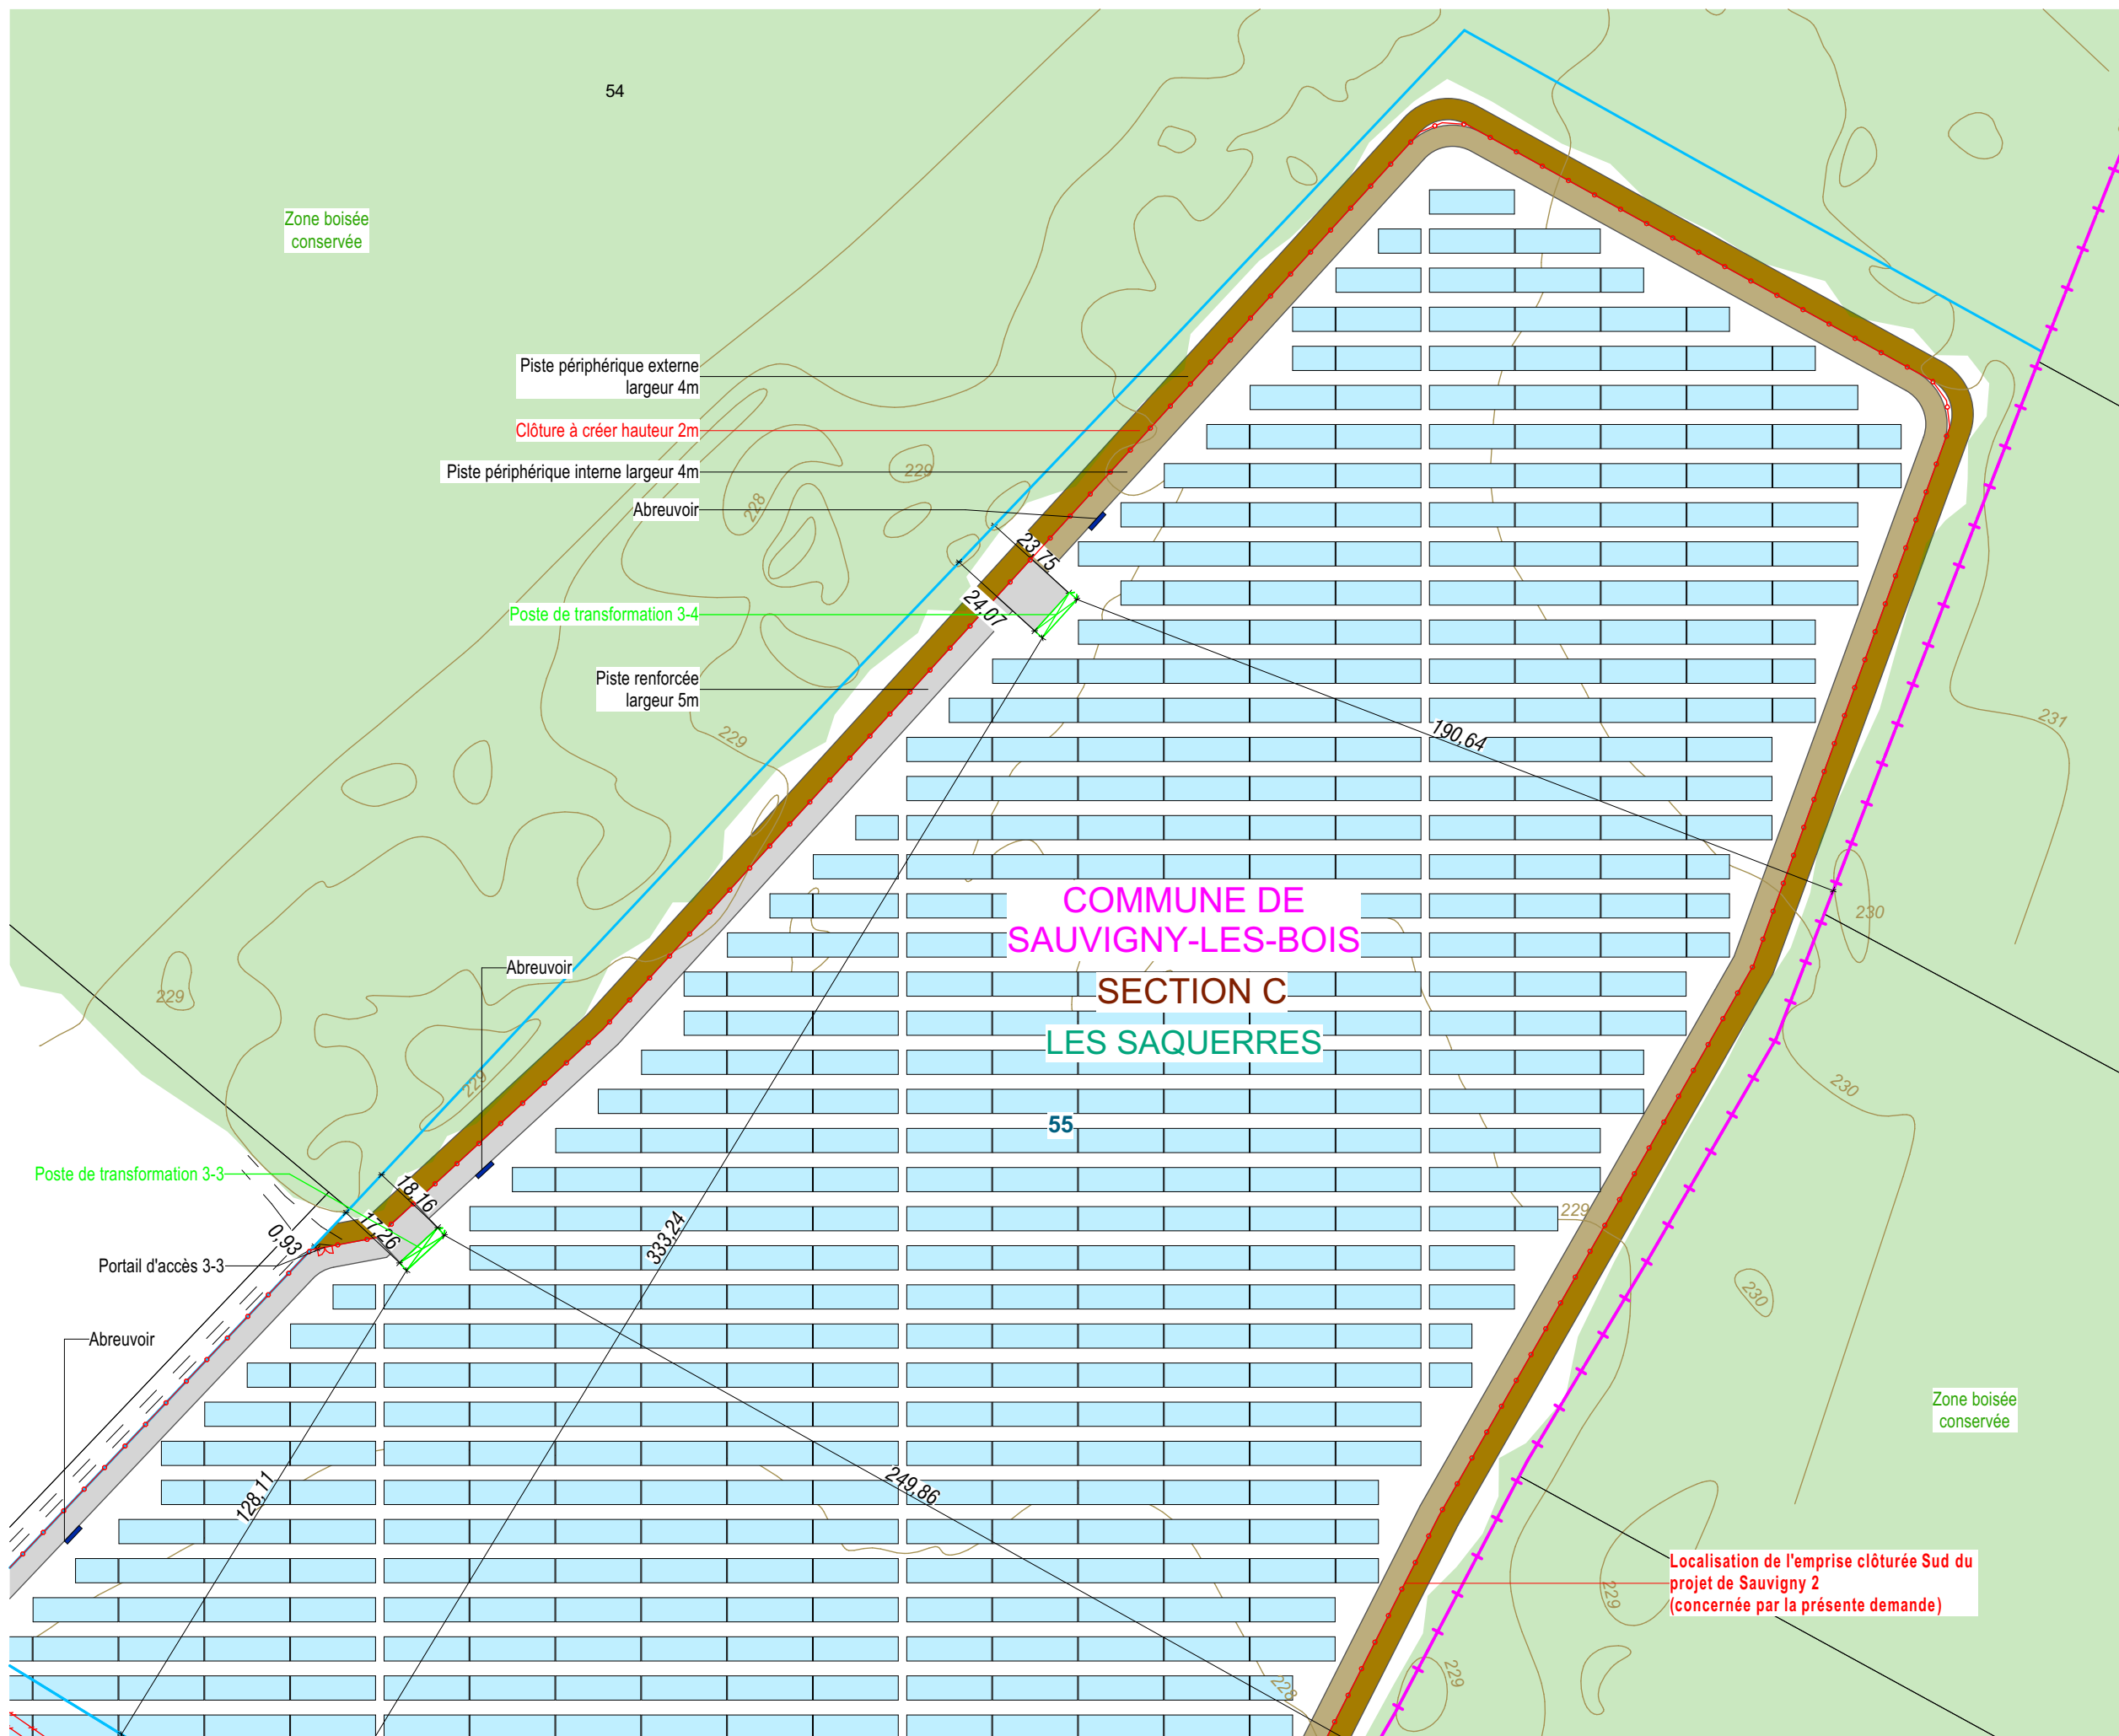 54
Zone boisée
conservée
Piste périphérique externe
largeur 4m
Clôture à créer hauteur 2m
Piste périphérique interne largeur 4m
229
228
Abreuvoir
23,75
24,07
Poste de transformation 3-4
Piste renforcée
largeur 5m
229
190,64
231
COMMUNE DE
SAUVIGNY-LES-BOIS
SECTION C
LES SAQUERRES
55
230
230
229
Abreuvoir
229
Poste de transformation 3-3
18,16
17,26
0,93
Portail d'accès 3-3
333,24
229
230
Abreuvoir
Zone boisée
conservée
128,11
249,86
Localisation de l'emprise clôturée Sud du
projet de Sauvigny 2
(concernée par la présente demande)
229
229
228